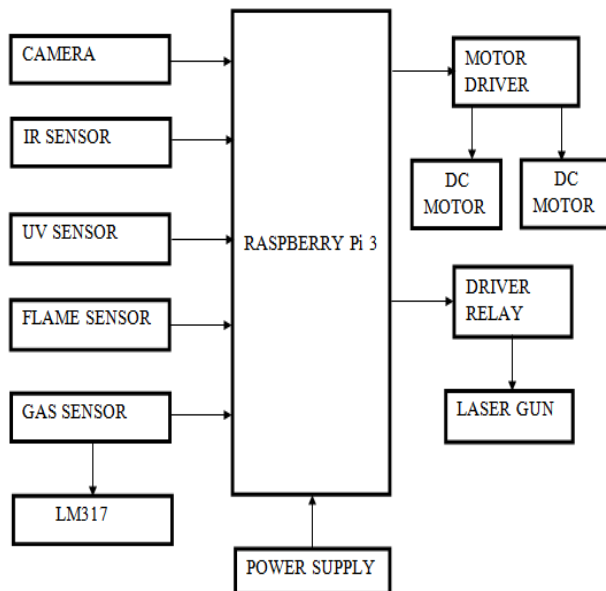 CAMERA
IR SENSOR
UV SENSOR
FLAME SENSOR
GAS SENSOR
LM317
RASPBERRY Pi 3
POWER SUPPLY
MOTOR
DRIVER
DC
MOTOR
DC
MOTOR
DRIVER
RELAY
LASER GUN